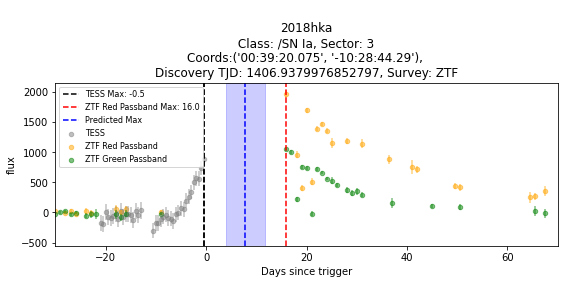 2018hka
Class: /SN Ia, Sector: 3
Coords:('00:39:20.075', '-10:28:44.29'),
Discovery TJD: 1406.9379976852797, Survey: ZTF
TESS Max: -0.5
ZTF Red Passband Max: 16.0
Predicted Max
TESS
ZTF Red Passband
ZTF Green Passband
flux
2000
1500
1000
500
0
−500
−20
0
20
40
60
Days since trigger